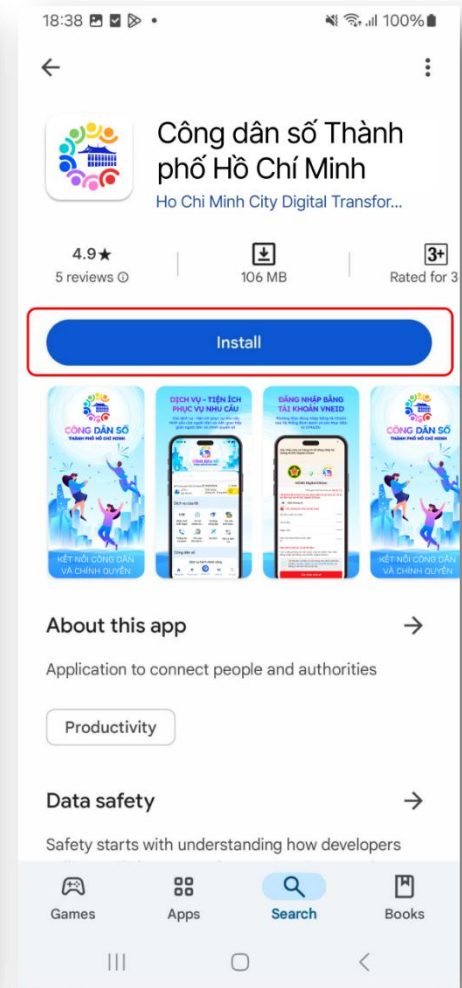 18:38
100%
Công dân số Thành
phố Hồ Chí Minh
Ho Chi Minh City Digital Transfor...
4.9★
5 reviews
106 MB
3+
Rated for 3
Install
CÔNG DÂN SỐ
THÀNH PHỐ HỒ CHÍ MINH
KẾT NỐI CÔNG DÂN
VÀ CHÍNH QUYỀN
DỊCH VỤ - TIỆN ÍCH
PHỤC VỤ NHU CẦU
ĐĂNG NHẬP BẰNG
TÀI KHOẢN VNEID
CÔNG DÂN SỐ
THÀNH PHỐ HỒ CHÍ MINH
KẾT NỐI CÔNG DÂN
VÀ CHÍNH QUYỀN
About this app
Application to connect people and authorities
Productivity
Data safety
Safety starts with understanding how developers
Games
Apps
Search
Books